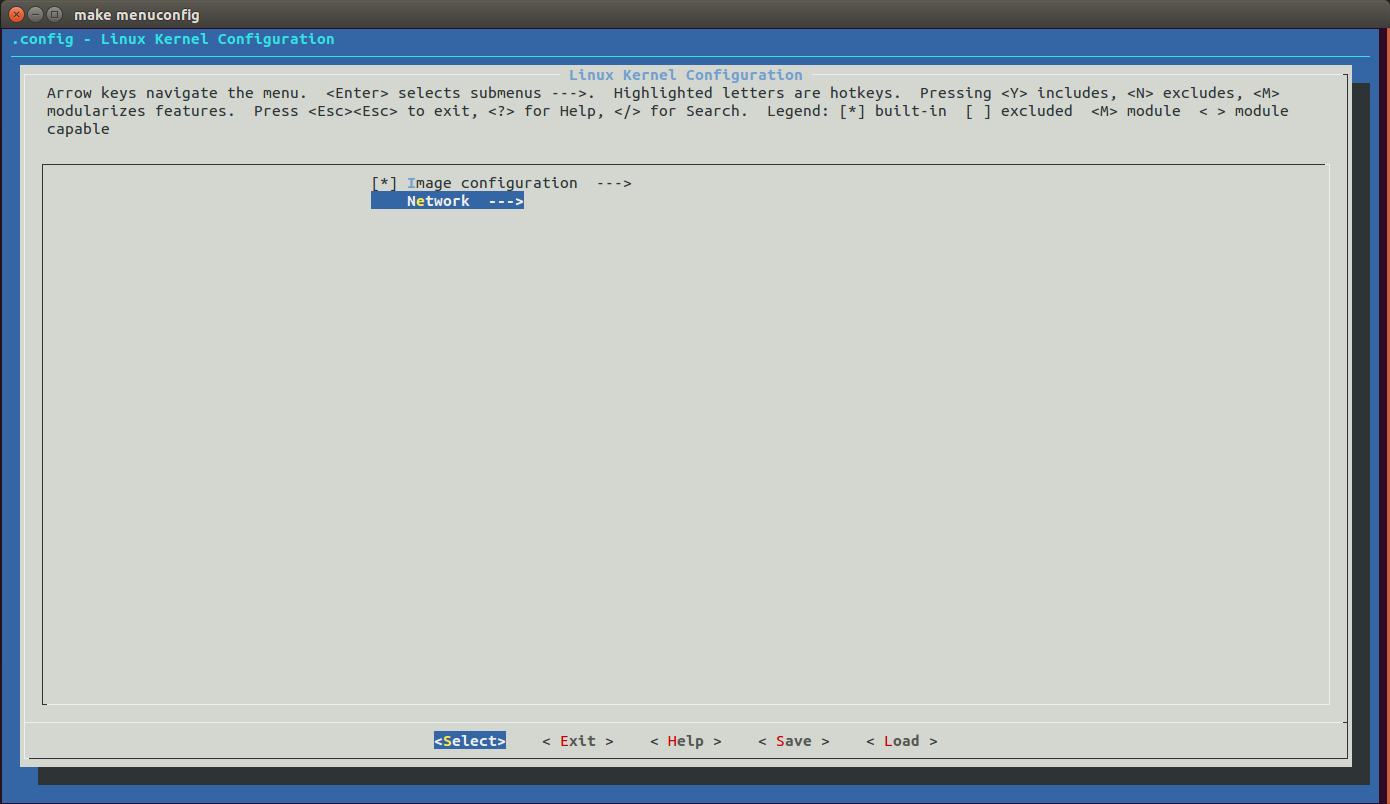 make menuconfig
.config - Linux Kernel Configuration
Linux Kernel Configuration
Arrow keys navigate the menu.  <Enter> selects submenus --->.  Highlighted letters are hotkeys.  Pressing <Y> includes, <N> excludes, <M>
modularizes features.  Press <Esc><Esc> to exit, <?> for Help, </> for Search.  Legend: [*] built-in  [ ] excluded  <M> module  < > module
capable
[*] Image configuration  --->
Network  --->
<Select>    < Exit >    < Help >    < Save >    < Load >